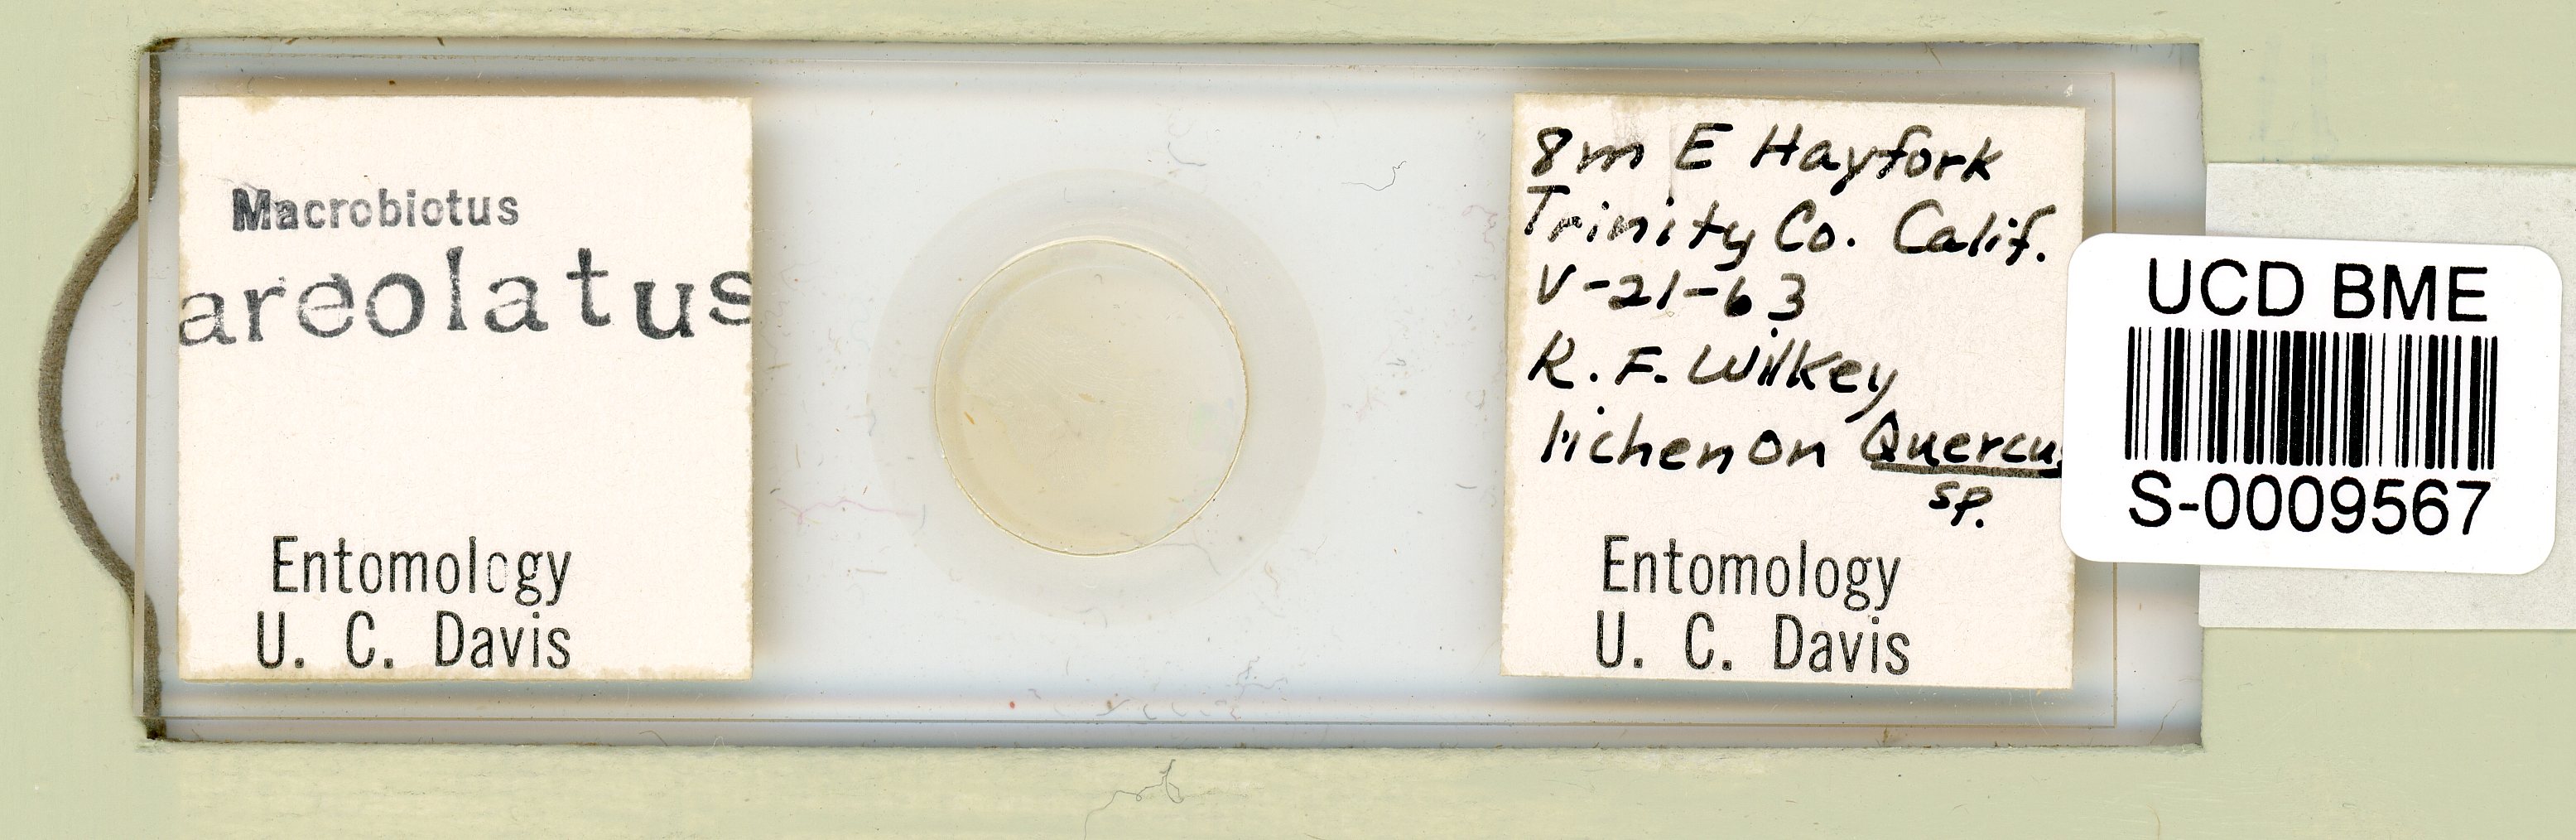 Macrobiotus
areolatus
Entomology
U. C. Davis
8m E Hayfork
Trinity Co. Calif.
V-21-63
R. F. Wilkey
lichen on Quercus
sp.
Entomology
U. C. Davis
UCD BME
S-0009567